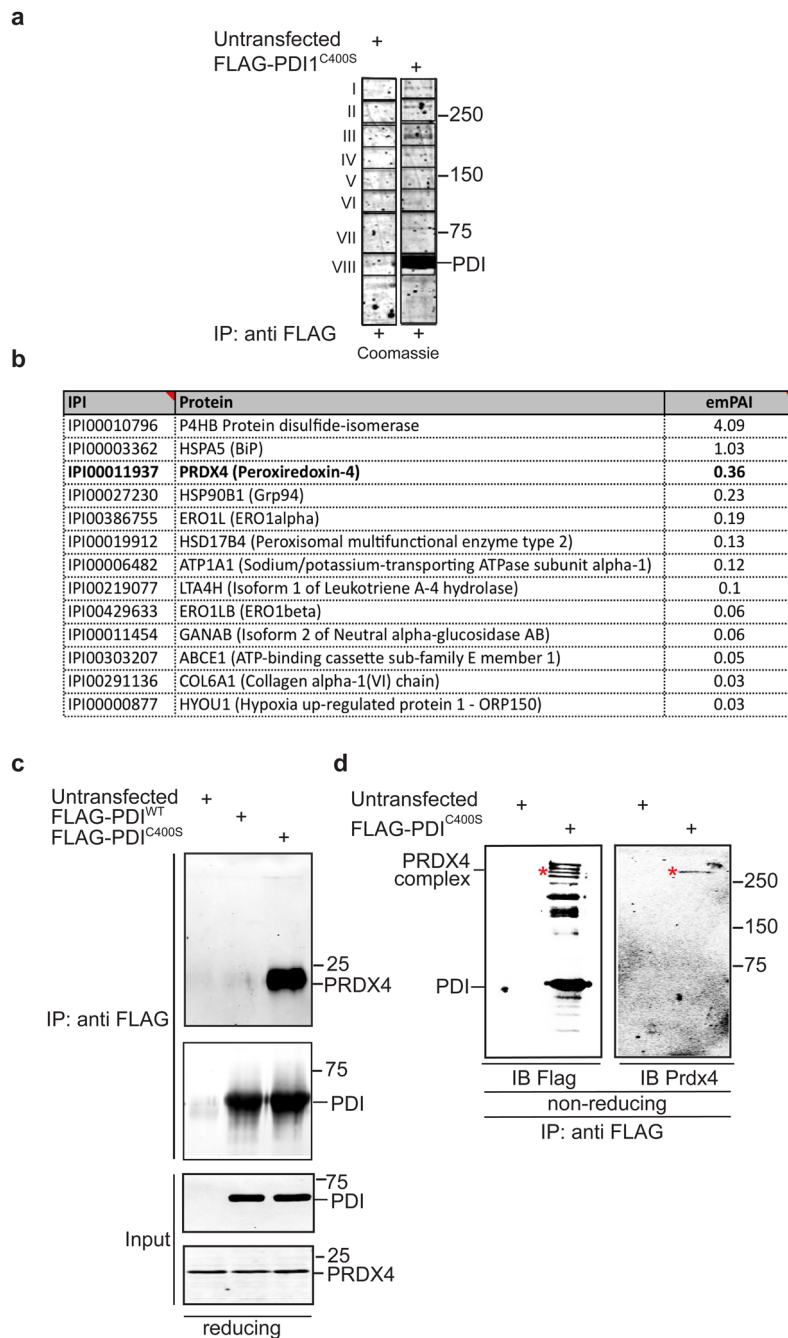 a
Untransfected +
FLAG-PDI1C400S +
I
II
-250
III
IV
V
-150
VI
VII
-75
VIII
PDI
IP: anti FLAG + +
Coomassie
b
IPI Protein emPAI
IPI00010796 P4HB Protein disulfide-isomerase 4.09
IPI00003362 HSPA5 (BiP) 1.03
IPI00011937 PRDX4 (Peroxiredoxin-4) 0.36
IPI00027230 HSP90B1 (Grp94) 0.23
IPI00386755 ERO1L (ERO1alpha) 0.19
IPI00019912 HSD17B4 (Peroxisomal multifunctional enzyme type 2) 0.13
IPI00006482 ATP1A1 (Sodium/potassium-transporting ATPase subunit alpha-1) 0.12
IPI00219077 LTA4H (Isoform 1 of Leukotriene A-4 hydrolase) 0.1
IPI00429633 ERO1LB (ERO1beta) 0.06
IPI00011454 GANAB (Isoform 2 of Neutral alpha-glucosidase AB) 0.06
IPI00303207 ABCE1 (ATP-binding cassette sub-family E member 1) 0.05
IPI00291136 COL6A1 (Collagen alpha-1(VI) chain) 0.03
IPI00000877 HYOU1 (Hypoxia up-regulated protein 1 - ORP150) 0.03
c
Untransfected +
FLAG-PDIWT +
FLAG-PDIC400S +
25
PRDX4
IP: anti FLAG
75
PDI
75
PDI
Input
25
PRDX4
reducing
d
Untransfected + +
FLAG-PDIC400S + +
PRDX4
complex
* *
-250
-150
-75
PDI
IB Flag IB Prdx4
non-reducing
IP: anti FLAG